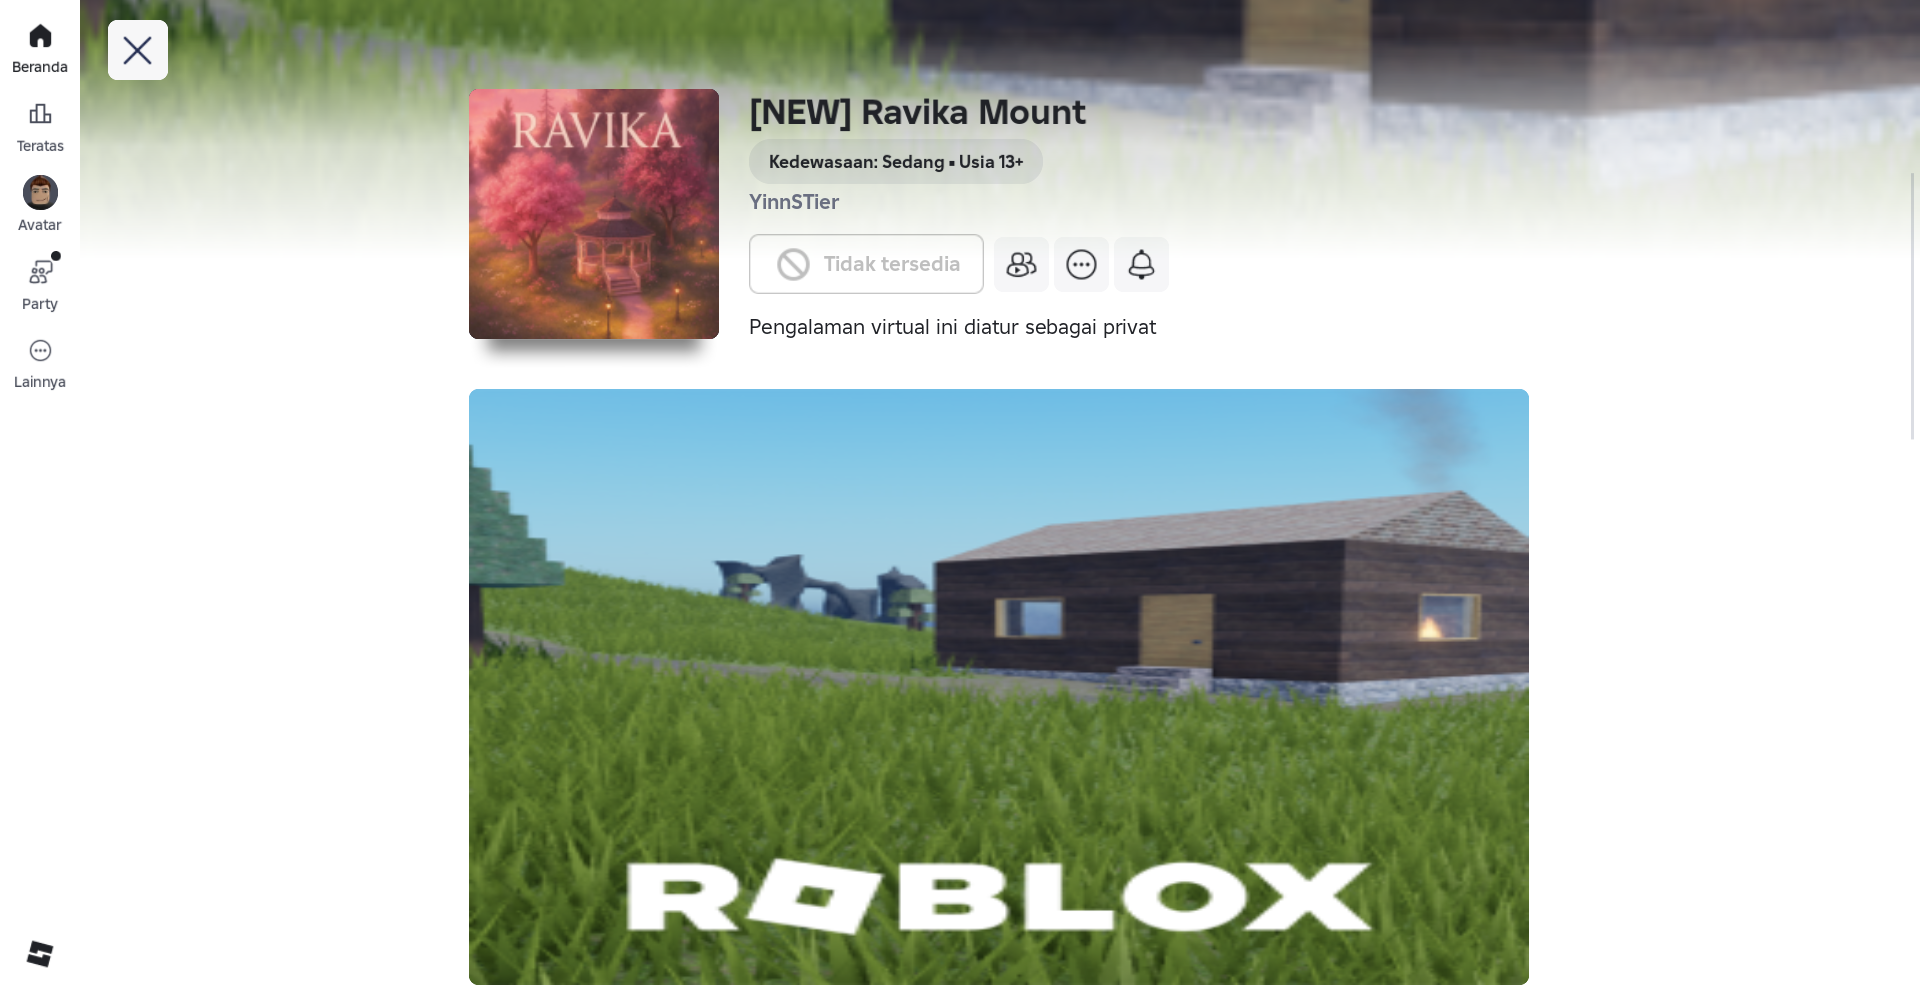 Beranda
Teratas
Avatar
Party
Lainnya
RAVIKA
[NEW] Ravika Mount
Kedewasaan: Sedang ▪ Usia 13+
YinnSTier
Tidak tersedia
Pengalaman virtual ini diatur sebagai privat
ROBLOX